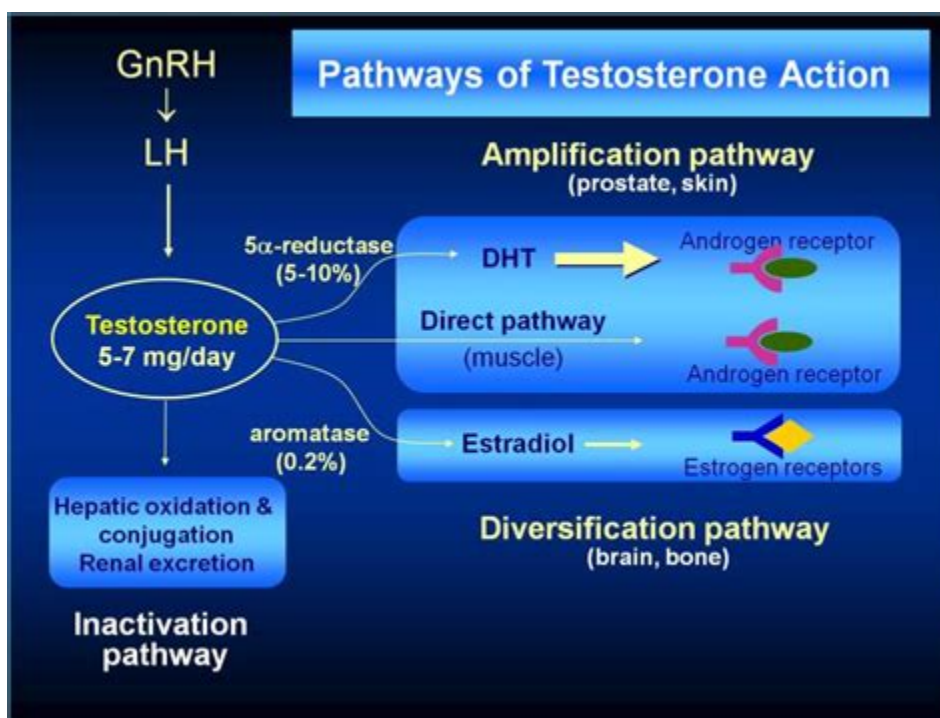 GnRH
LH
Pathways of Testosterone Action
Amplification pathway
(prostate, skin)
5α-reductase
(5-10%)
DHT
Androgen receptor
Testosterone
5-7 mg/day
Direct pathway
(muscle)
Androgen receptor
aromatase
(0.2%)
Estradiol
Estrogen receptors
Hepatic oxidation &
conjugation
Renal excretion
Diversification pathway
(brain, bone)
Inactivation
pathway